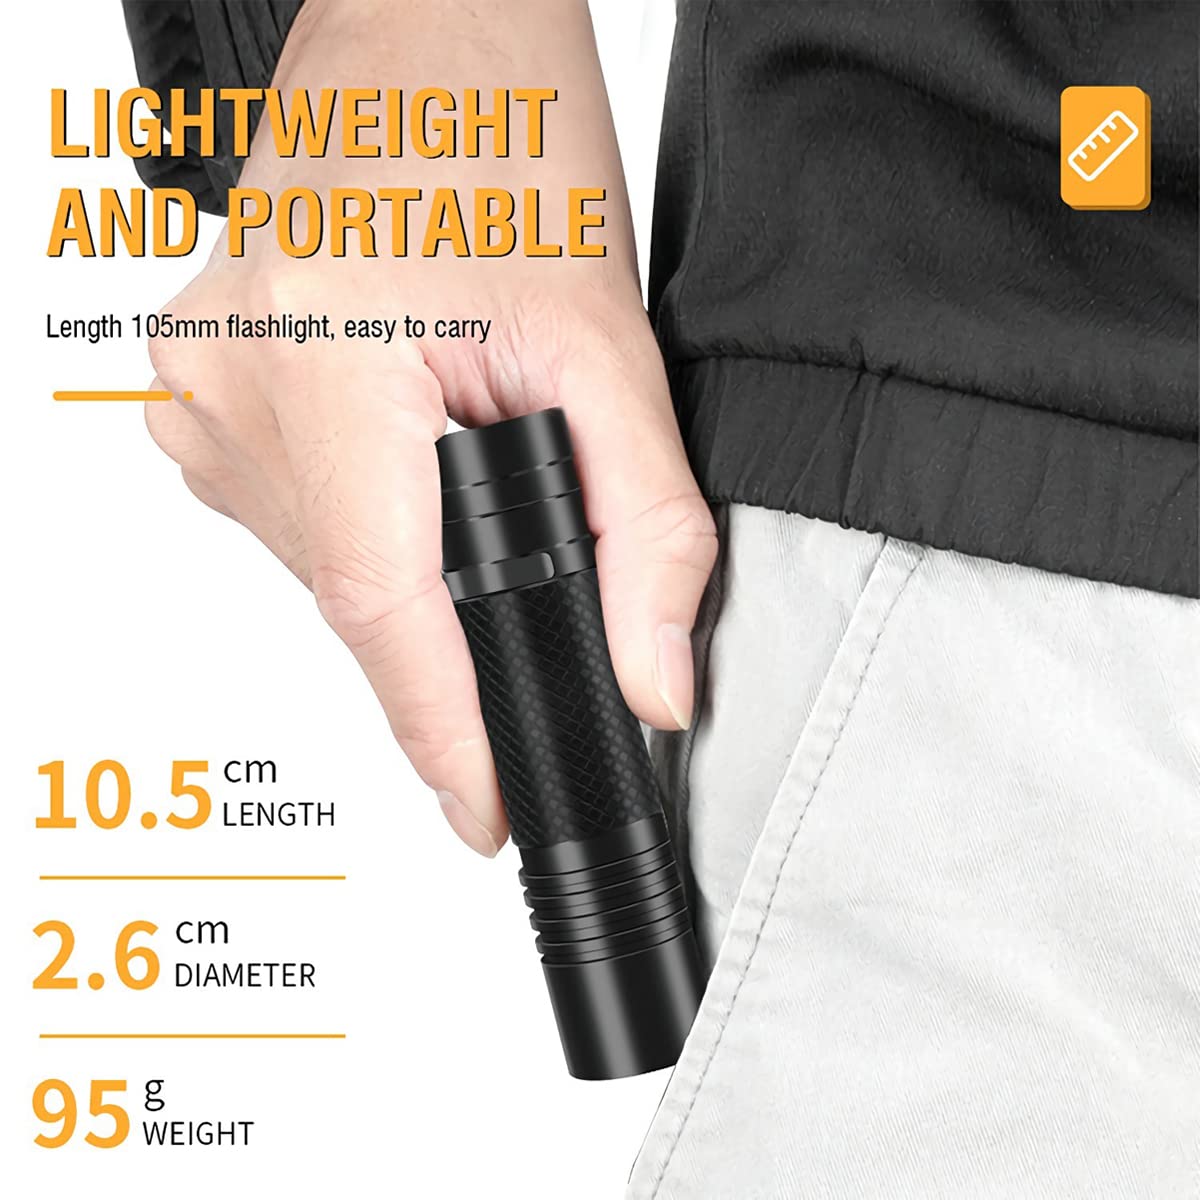 LIGHTWEIGHT
AND PORTABLE
Length 105mm flashlight, easy to carry
10.5 cm
LENGTH
2.6 cm
DIAMETER
95 g
WEIGHT